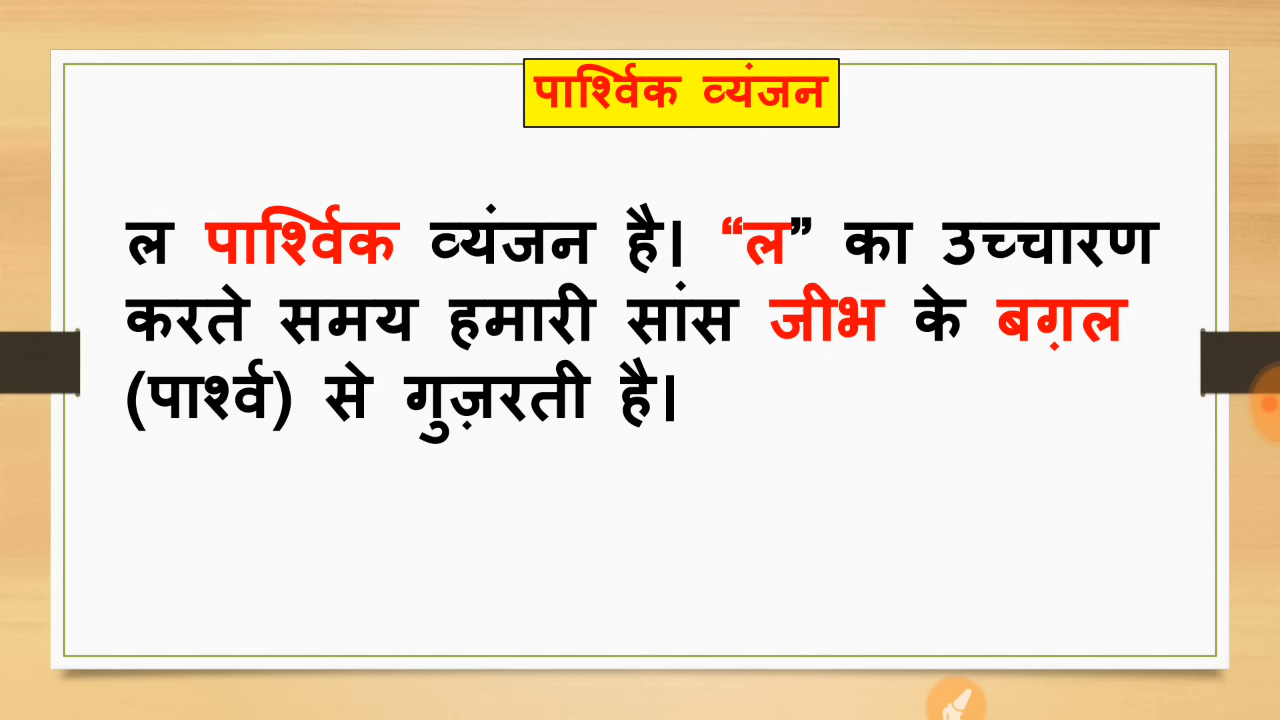 पार्श्विक व्यंजन
ल पार्श्विक व्यंजन है। “ल” का उच्चारण
करते समय हमारी सांस जीभ के बग़ल
(पार्श्व) से गुज़रती है।